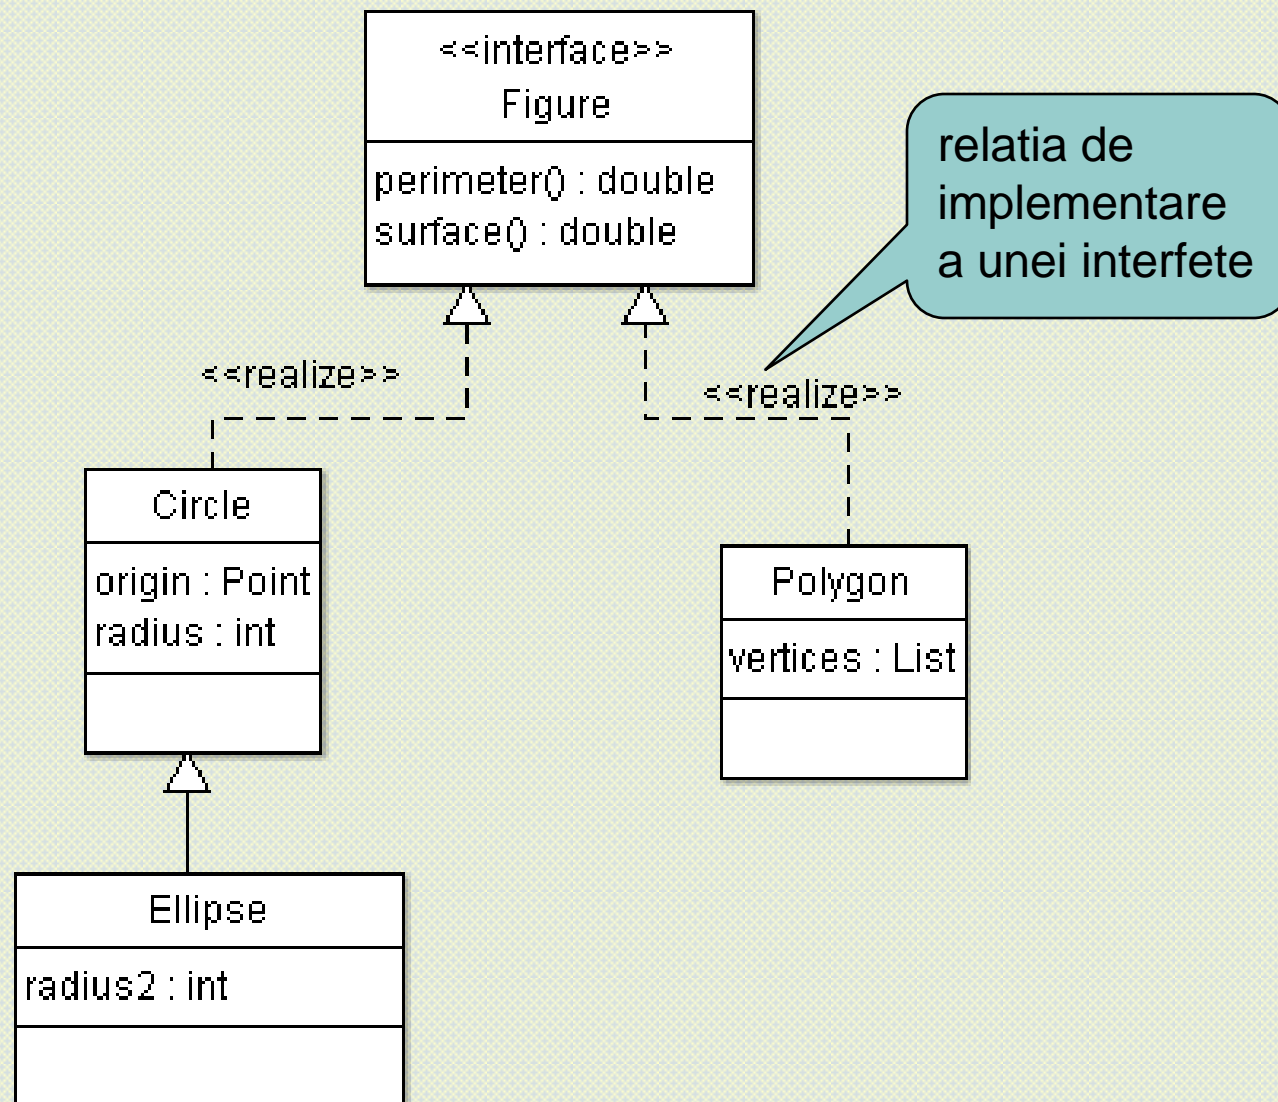 <<interface>>
Figure
perimeter() : double
surface() : double
relatia de
implementare
a unei interfete
<<realize>>
<<realize>>
Circle
origin : Point
radius : int
Polygon
vertices : List
Ellipse
radius2 : int